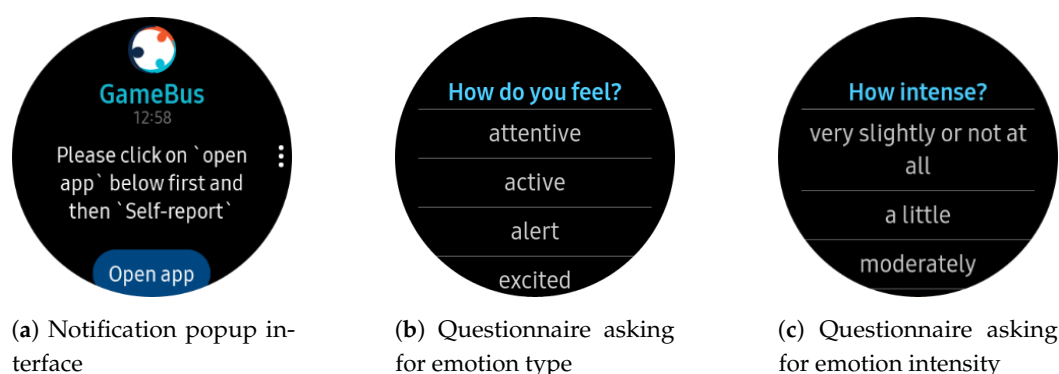 GameBus
12:58
Please click on `open
app` below first and
then `Self-report`
Open app
How do you feel?
attentive
active
alert
excited
How intense?
very slightly or not at
all
a little
moderately
(a) Notification popup in-
terface
(b) Questionnaire asking
for emotion type
(c) Questionnaire asking
for emotion intensity